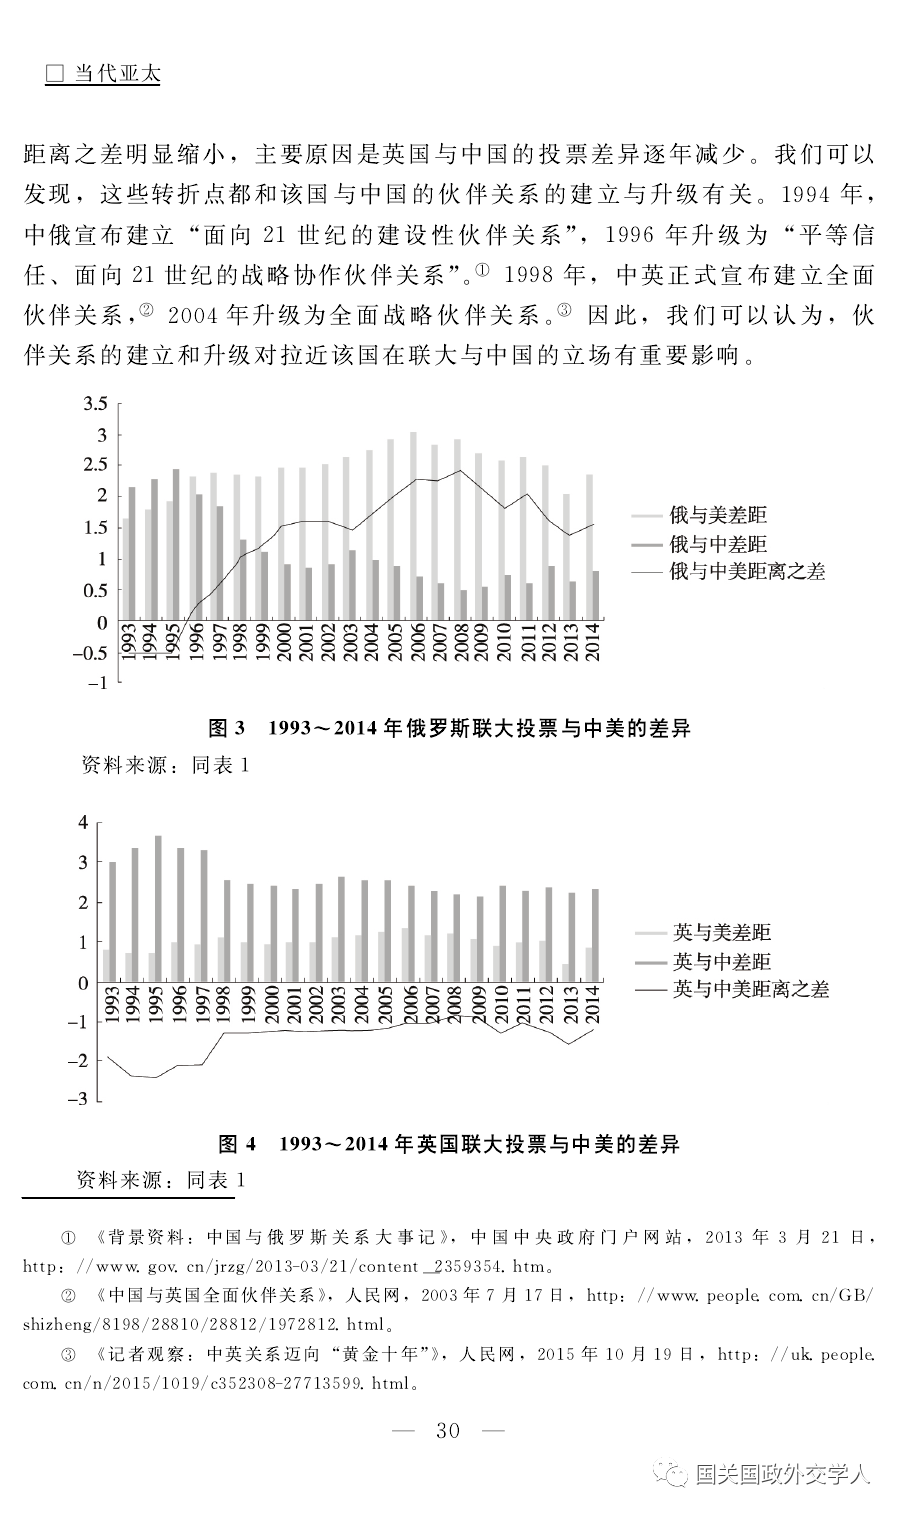 □ 当代亚太
距离之差明显缩小，主要原因是英国与中国的投票差异逐年减少。我们可以
发现，这些转折点都和该国与中国的伙伴关系的建立与升级有关。1994 年，
中俄宣布建立“面向 21 世纪的建设性伙伴关系”，1996 年升级为“平等信
任、面向 21 世纪的战略协作伙伴关系”。① 1998 年，中英正式宣布建立全面
伙伴关系，② 2004 年升级为全面战略伙伴关系。③ 因此，我们可以认为，伙
伴关系的建立和升级对拉近该国在联大与中国的立场有重要影响。
3.5
3
2.5
2
1.5
1
0.5
0
-0.5
-1
1993 1994 1995 1996 1997 1998 1999 2000 2001 2002 2003 2004 2005 2006 2007 2008 2009 2010 2011 2012 2013 2014
俄与美差距
俄与中差距
俄与中美距离之差
图 3 1993～2014 年俄罗斯联大投票与中美的差异
资料来源：同表 1
4
3
2
1
0
-1
-2
-3
1993 1994 1995 1996 1997 1998 1999 2000 2001 2002 2003 2004 2005 2006 2007 2008 2009 2010 2011 2012 2013 2014
英与美差距
英与中差距
英与中美距离之差
图 4 1993～2014 年英国联大投票与中美的差异
资料来源：同表 1
① 《背景资料：中国与俄罗斯关系大事记》，中国中央政府门户网站，2013 年 3 月 21 日，
http：//www. gov. cn/jrzg/2013-03/21/content_2359354. htm。
② 《中国与英国全面伙伴关系》，人民网，2003 年 7 月 17 日，http：//www. people. com. cn/GB/
shizheng/8198/28810/28812/1972812. html。
③ 《记者观察：中英关系迈向“黄金十年”》，人民网，2015 年 10 月 19 日，http：//uk. people.
com. cn/n/2015/1019/c352308-27713599. html。
— 30 —
国关国政外交学人